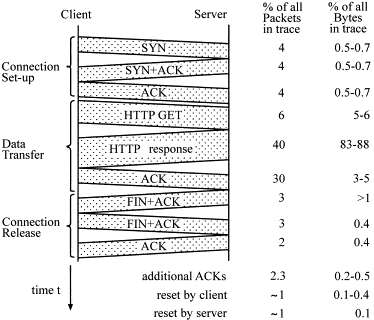 Client Server % of all Packets in trace % of all Bytes in trace
Connection Set-up
SYN 4 0.5-0.7
SYN+ACK 4 0.5-0.7
ACK 4 0.5-0.7
Data Transfer
HTTP GET 6 5-6
HTTP response 40 83-88
ACK 30 3-5
Connection Release
FIN+ACK 3 >1
FIN+ACK 3 0.4
ACK 2 0.4
time t
additional ACKs 2.3 0.2-0.5
reset by client ~1 0.1-0.4
reset by server ~1 0.1